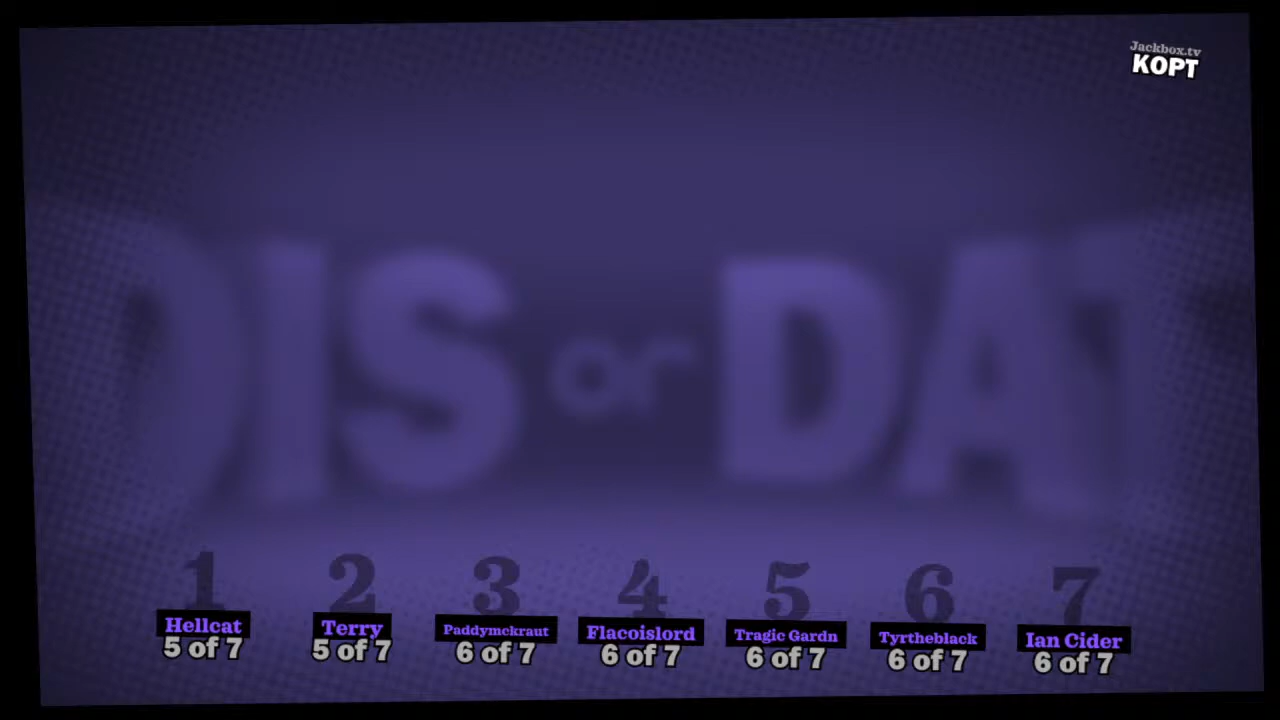 Jackbox.tv
KOPT
DIS or DAT
1 2 3 4 5 6 7
Hellcat Terry Paddymckraut Flacoislord Tragic Gardn Tyrtheblack Ian Cider
5 of 7 5 of 7 6 of 7 6 of 7 6 of 7 6 of 7 6 of 7